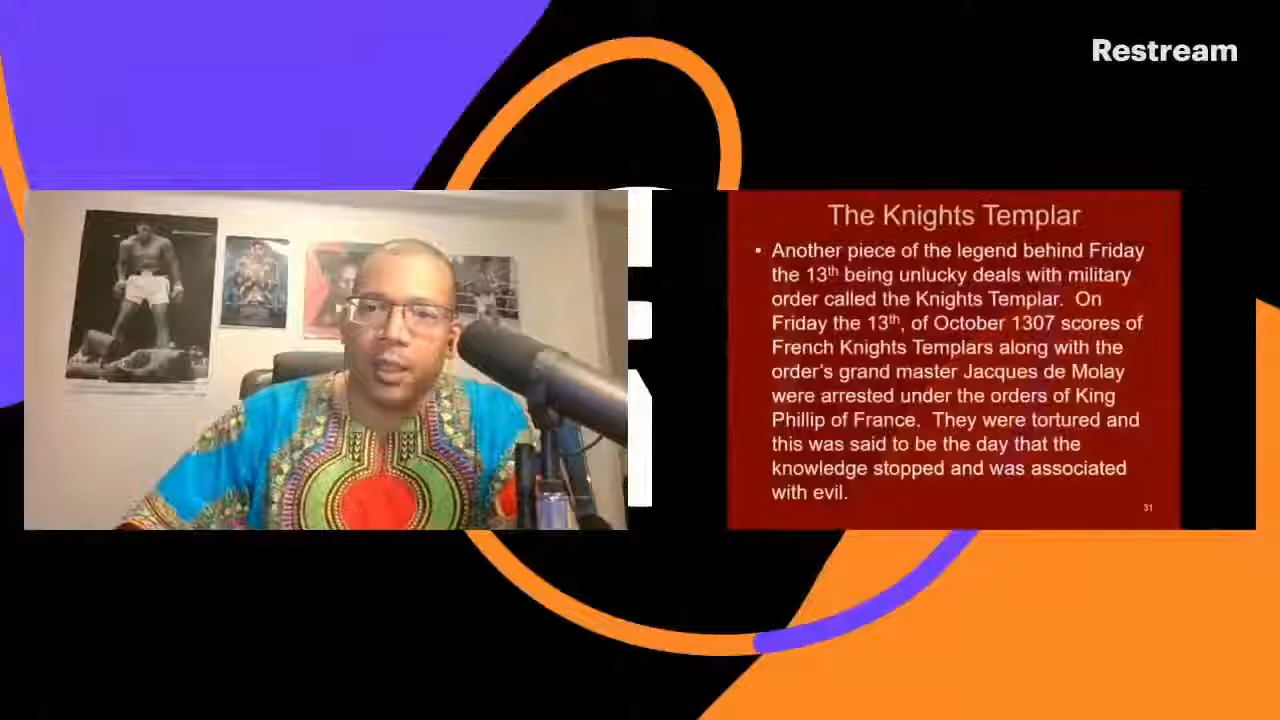 Restream
The Knights Templar
• Another piece of the legend behind Friday
the 13th being unlucky deals with military
order called the Knights Templar.  On
Friday the 13th, of October 1307 scores of
French Knights Templars along with the
order's grand master Jacques de Molay
were arrested under the orders of King
Phillip of France.  They were tortured and
this was said to be the day that the
knowledge stopped and was associated
with evil.
31